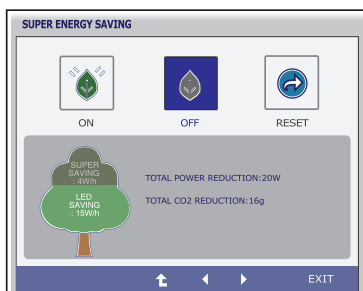 SUPER ENERGY SAVING
ON
OFF
RESET
SUPER
SAVING
: 4W/h
LED
SAVING
: 15W/h
TOTAL POWER REDUCTION:20W
TOTAL CO2 REDUCTION:16g
EXIT